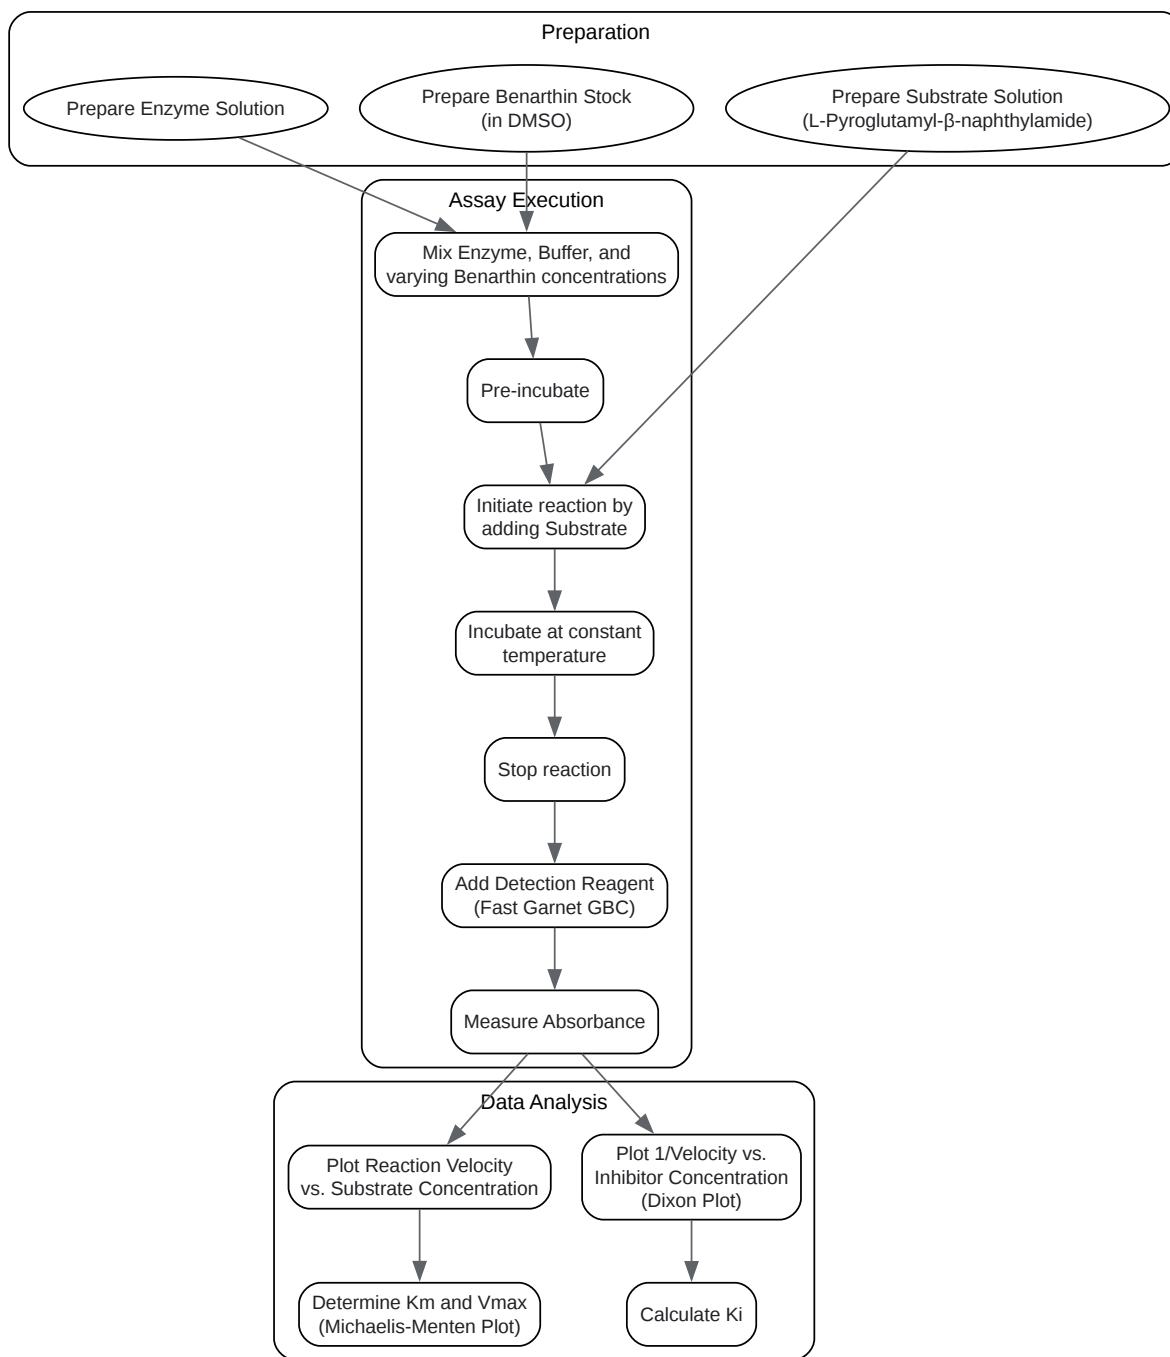 Preparation
Prepare Enzyme Solution
Prepare Benarthin Stock
(in DMSO)
Prepare Substrate Solution
(L-Pyroglutamyl-β-naphthylamide)
Assay Execution
Mix Enzyme, Buffer, and
varying Benarthin concentrations
Pre-incubate
Initiate reaction by
adding Substrate
Incubate at constant
temperature
Stop reaction
Add Detection Reagent
(Fast Garnet GBC)
Measure Absorbance
Data Analysis
Plot Reaction Velocity
vs. Substrate Concentration
Plot 1/Velocity vs.
Inhibitor Concentration
(Dixon Plot)
Determine Km and Vmax
(Michaelis-Menten Plot)
Calculate Ki